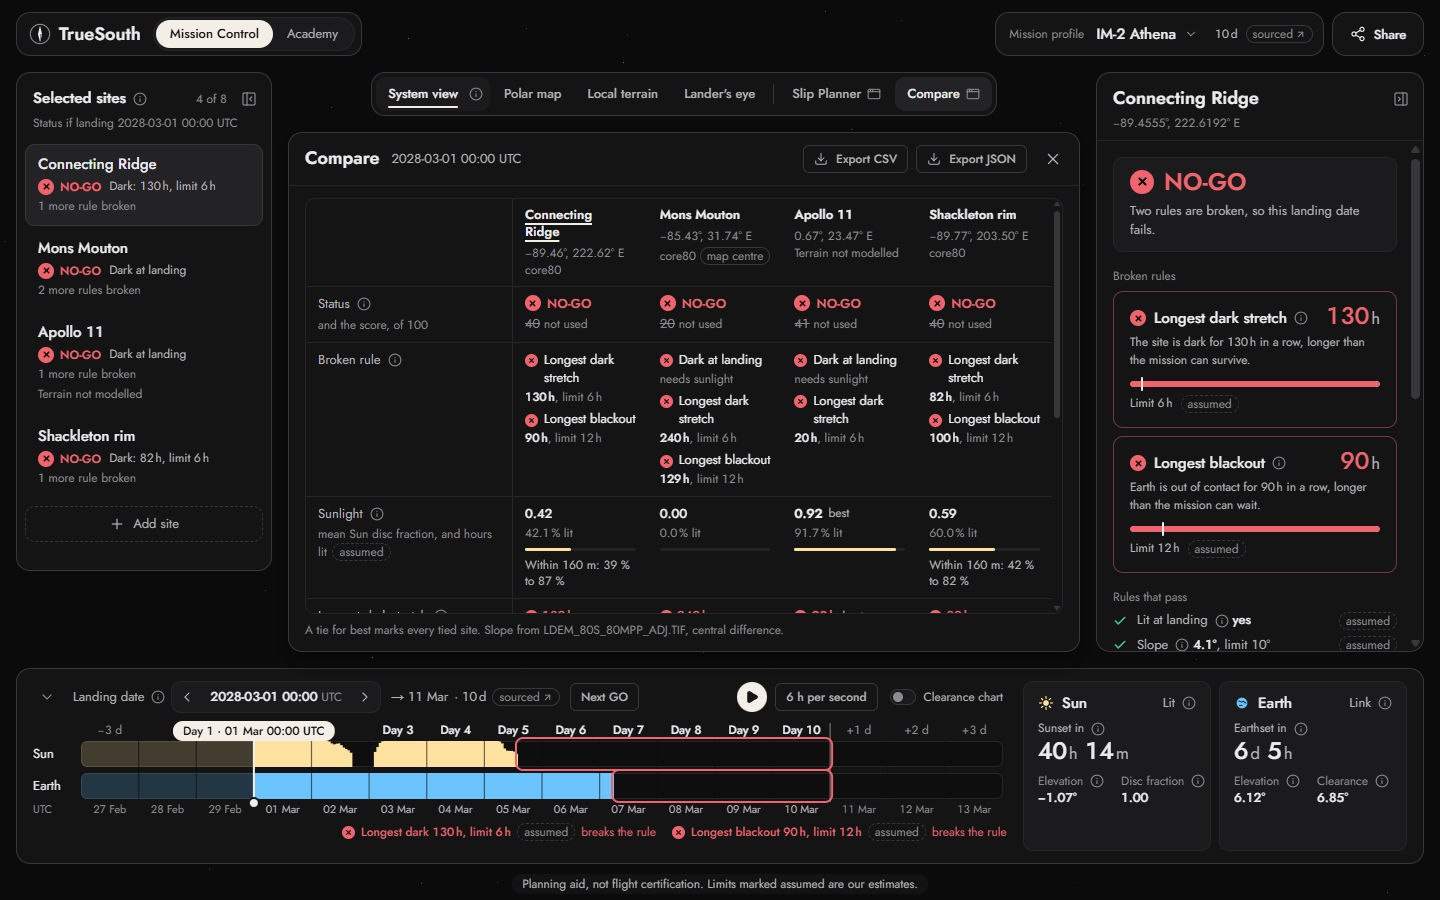 TrueSouth
Mission Control
Academy
Mission profile IM-2 Athena 10 d sourced ↗
Share
Selected sites 4 of 8
Status if landing 2028-03-01 00:00 UTC
Connecting Ridge
NO-GO Dark: 130 h, limit 6 h
1 more rule broken
Mons Mouton
NO-GO Dark at landing
2 more rules broken
Apollo 11
NO-GO Dark at landing
1 more rule broken
Terrain not modelled
Shackleton rim
NO-GO Dark: 82 h, limit 6 h
1 more rule broken
+ Add site
System view
Polar map
Local terrain
Lander's eye
Slip Planner
Compare
Compare 2028-03-01 00:00 UTC
Export CSV
Export JSON
Connecting Ridge
−89.46°, 222.62° E
core80
Mons Mouton
−85.43°, 31.74° E
core80 map centre
Apollo 11
0.67°, 23.47° E
Terrain not modelled
Shackleton rim
−89.77°, 203.50° E
core80
Status
and the score, of 100
NO-GO
40 not used
NO-GO
20 not used
NO-GO
41 not used
NO-GO
40 not used
Broken rule
Longest dark stretch
130 h, limit 6 h
Longest blackout
90 h, limit 12 h
Dark at landing
needs sunlight
Longest dark stretch
240 h, limit 6 h
Longest blackout
129 h, limit 12 h
Dark at landing
needs sunlight
Longest dark stretch
20 h, limit 6 h
Longest dark stretch
82 h, limit 6 h
Longest blackout
100 h, limit 12 h
Sunlight
mean Sun disc fraction, and hours
lit assumed
0.42
42.1 % lit
Within 160 m: 39 %
to 87 %
0.00
0.0 % lit
0.92 best
91.7 % lit
0.59
60.0 % lit
Within 160 m: 42 %
to 82 %
A tie for best marks every tied site. Slope from LDEM_80S_80MPP_ADJ.TIF, central difference.
Connecting Ridge
−89.4555°, 222.6192° E
NO-GO
Two rules are broken, so this landing date
fails.
Broken rules
Longest dark stretch 130 h
The site is dark for 130 h in a row, longer than
the mission can survive.
Limit 6 h assumed
Longest blackout 90 h
Earth is out of contact for 90 h in a row, longer
than the mission can wait.
Limit 12 h assumed
Rules that pass
Lit at landing yes assumed
Slope 4.1°, limit 10° assumed
Landing date 2028-03-01 00:00 UTC → 11 Mar · 10 d sourced ↗ Next GO
6 h per second
Clearance chart
−3 d Day 1 · 01 Mar 00:00 UTC Day 3 Day 4 Day 5 Day 6 Day 7 Day 8 Day 9 Day 10 +1 d +2 d +3 d
Sun
Earth
UTC 27 Feb 28 Feb 29 Feb 01 Mar 02 Mar 03 Mar 04 Mar 05 Mar 06 Mar 07 Mar 08 Mar 09 Mar 10 Mar 11 Mar 12 Mar 13 Mar
Longest dark 130 h, limit 6 h assumed breaks the rule
Longest blackout 90 h, limit 12 h assumed breaks the rule
Sun Lit
Sunset in
40 h 14 m
Elevation
−1.07°
Disc fraction
1.00
Earth Link
Earthset in
6 d 5 h
Elevation
6.12°
Clearance
6.85°
Planning aid, not flight certification. Limits marked assumed are our estimates.